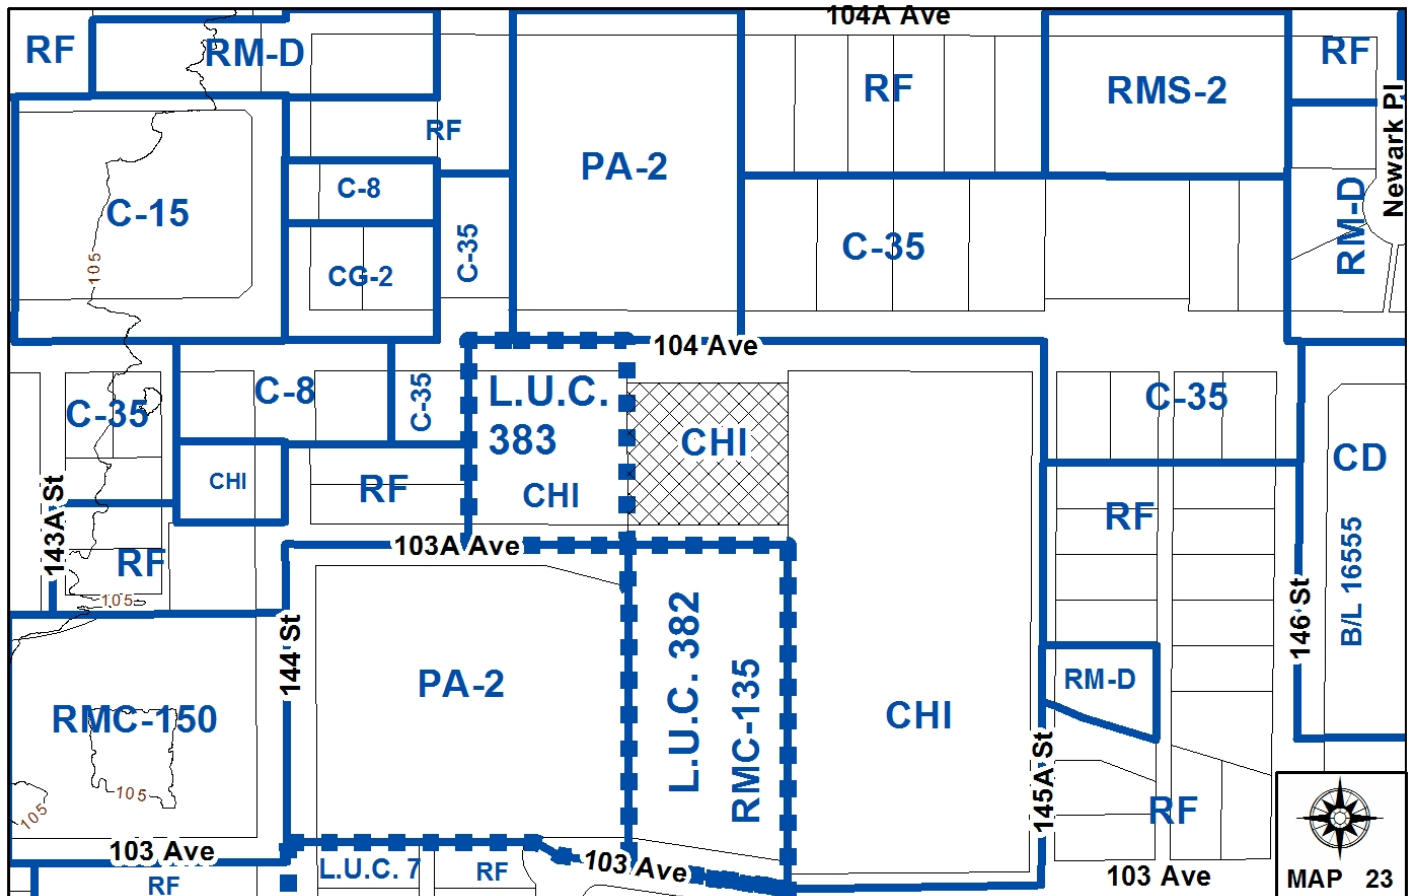 104A Ave
RF
RM-D
RF
RMS-2
RF
Newark Pl
RF
PA-2
C-15
C-8
C-35
CG-2
C-35
RM-D
105
104 Ave
C-35
C-8
C-35
L.U.C.
383
CHI
CHI
C-35
CD
B/L 16555
CHI
RF
RF
143A St
RF
103A Ave
105
144 St
PA-2
L.U.C. 382
RMC-135
CHI
RM-D
146 St
RMC-150
105
105
145A St
RF
103 Ave
RF
L.U.C. 7
RF
103 Ave
103 Ave
MAP 23